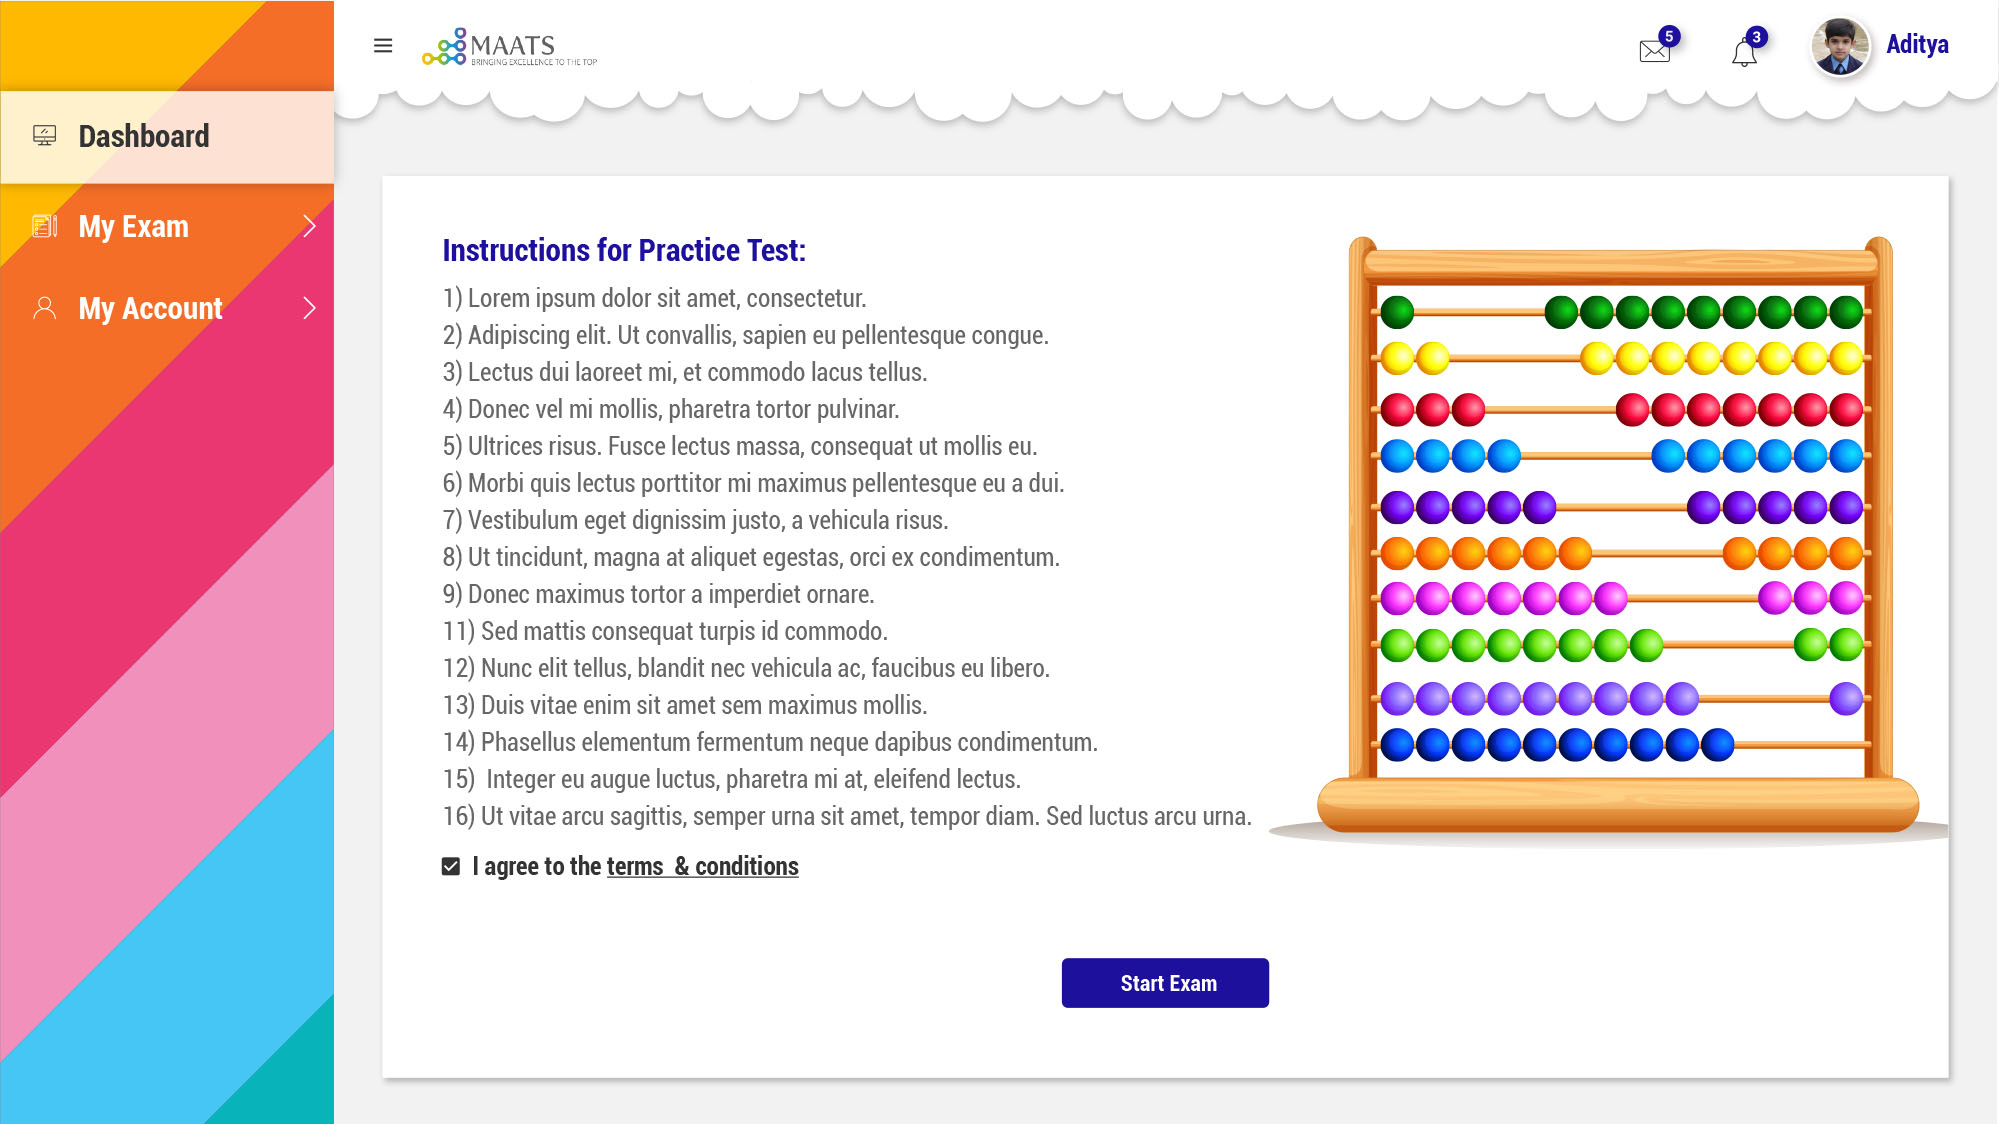 MAATS
BRINGING EXCELLENCE TO THE TOP
5
3
Aditya
Dashboard
My Exam
My Account
Instructions for Practice Test:
1) Lorem ipsum dolor sit amet, consectetur.
2) Adipiscing elit. Ut convallis, sapien eu pellentesque congue.
3) Lectus dui laoreet mi, et commodo lacus tellus.
4) Donec vel mi mollis, pharetra tortor pulvinar.
5) Ultrices risus. Fusce lectus massa, consequat ut mollis eu.
6) Morbi quis lectus porttitor mi maximus pellentesque eu a dui.
7) Vestibulum eget dignissim justo, a vehicula risus.
8) Ut tincidunt, magna at aliquet egestas, orci ex condimentum.
9) Donec maximus tortor a imperdiet ornare.
11) Sed mattis consequat turpis id commodo.
12) Nunc elit tellus, blandit nec vehicula ac, faucibus eu libero.
13) Duis vitae enim sit amet sem maximus mollis.
14) Phasellus elementum fermentum neque dapibus condimentum.
15)  Integer eu augue luctus, pharetra mi at, eleifend lectus.
16) Ut vitae arcu sagittis, semper urna sit amet, tempor diam. Sed luctus arcu urna.
I agree to the terms  & conditions
Start Exam